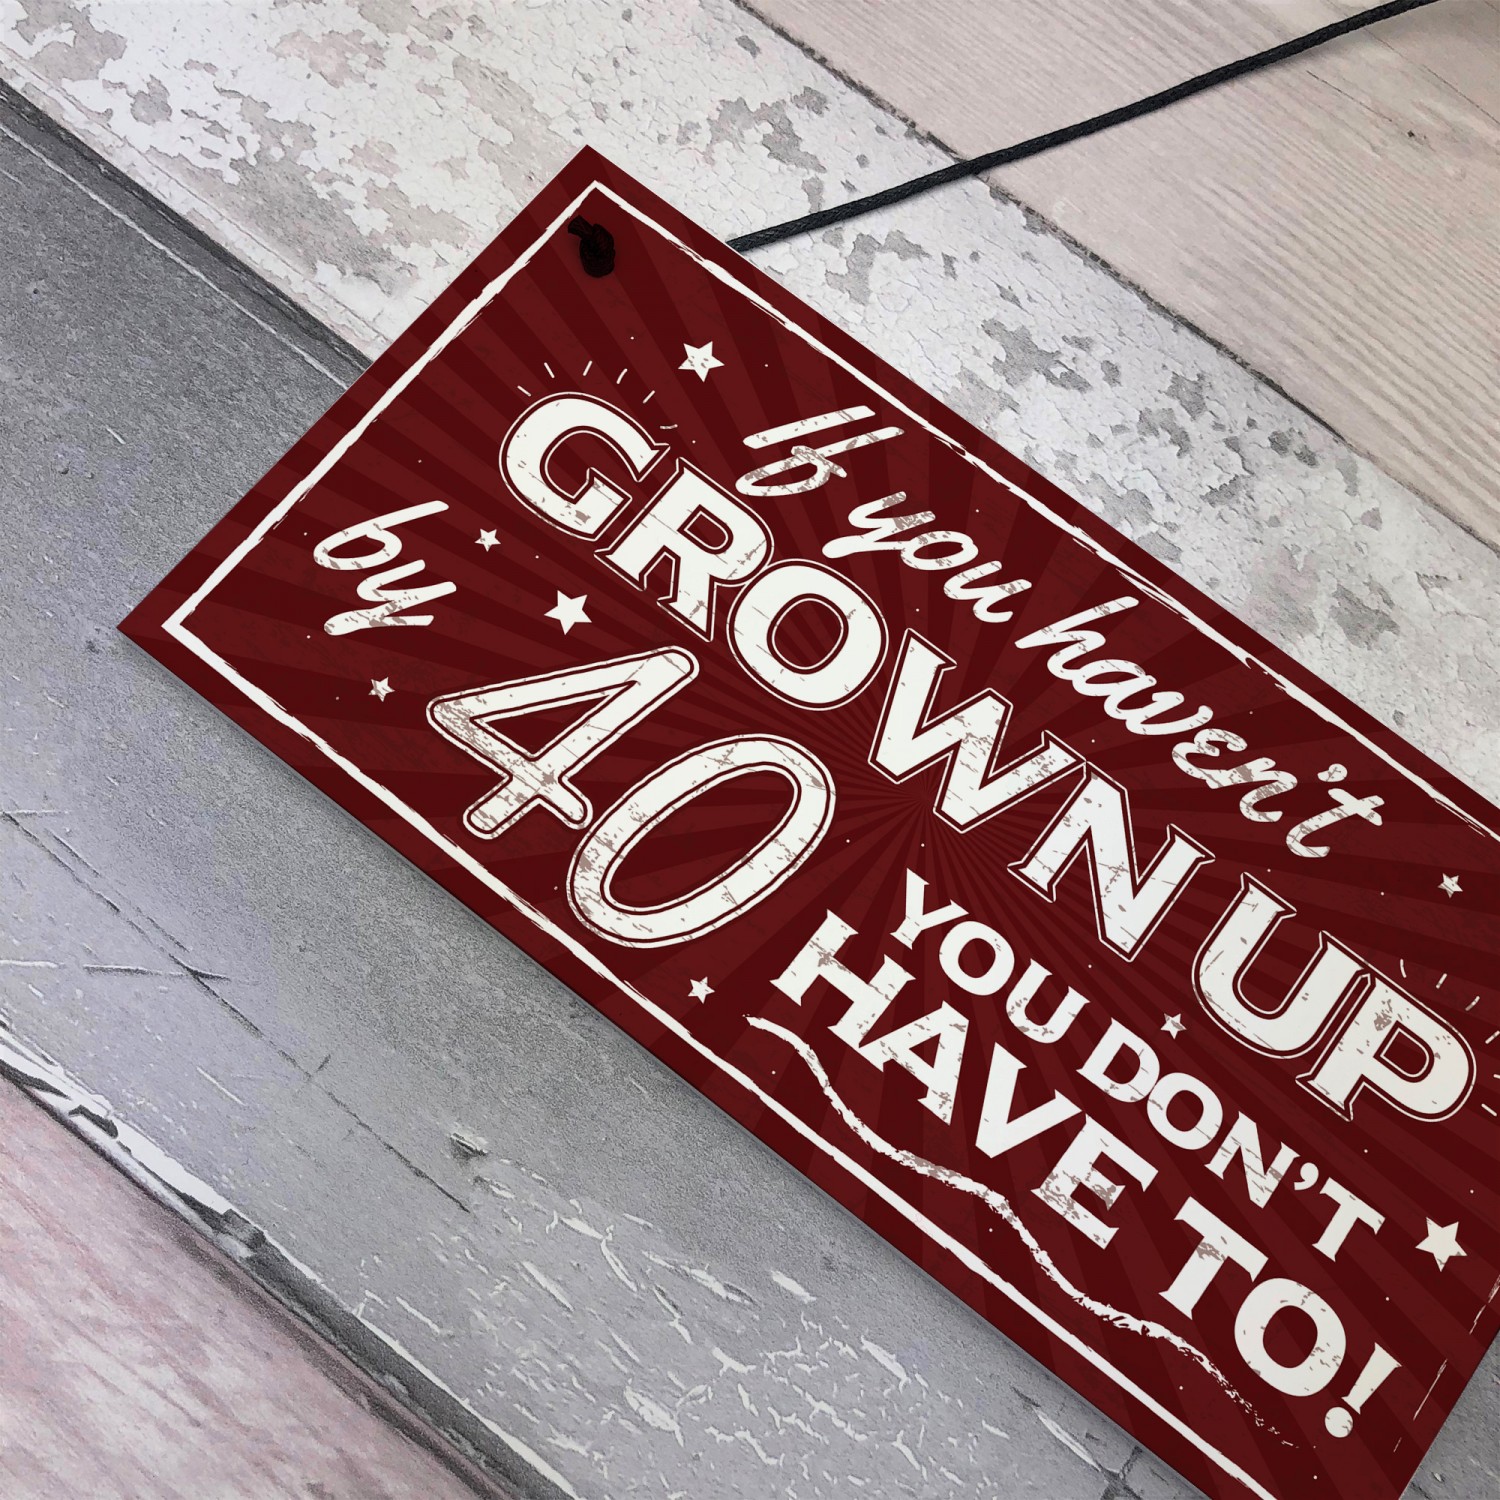 If you haven't
GROWN UP
by 40 YOU DON'T
HAVE TO!